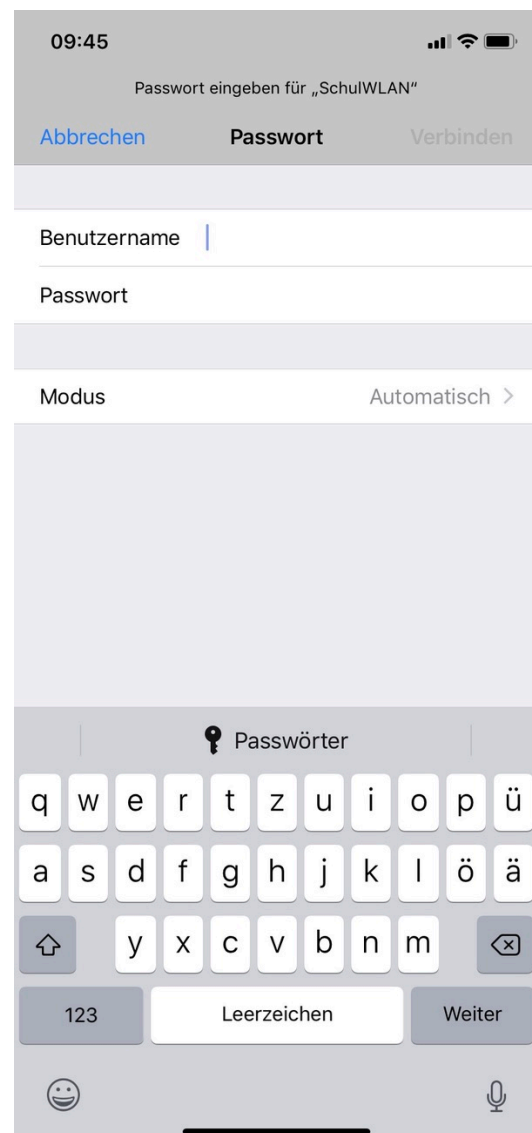 09:45
Passwort eingeben für „SchulWLAN“
Abbrechen Passwort Verbinden
Benutzername
Passwort
Modus Automatisch
Passwörter
q w e r t z u i o p ü
a s d f g h j k l ö ä
y x c v b n m
123 Leerzeichen Weiter